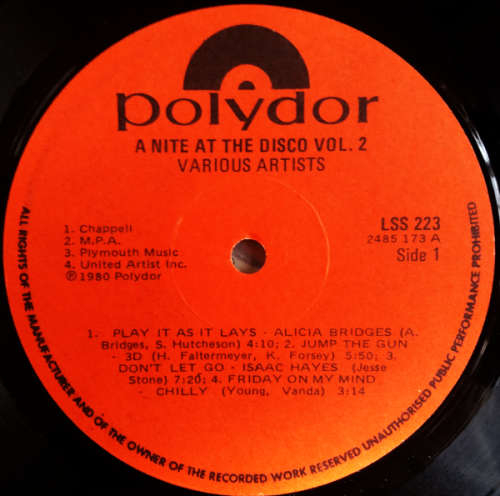 polydor
A NITE AT THE DISCO VOL. 2
VARIOUS ARTISTS
1. Chappell
2. M.P.A.
3. Plymouth Music
4. United Artist Inc.
℗ 1980 Polydor
LSS 223
2485 173 A
Side 1
1. PLAY IT AS IT LAYS - ALICIA BRIDGES (A.
Bridges, S. Hutcheson) 4:10; 2. JUMP THE GUN
- 3D (H. Faltermeyer, K. Forsey) 5:50; 3.
DON'T LET GO - ISAAC HAYES (Jesse
Stone) 7:26; 4. FRIDAY ON MY MIND
- CHILLY (Young, Vanda) 3:14
ALL RIGHTS OF THE MANUFACTURER AND OF THE OWNER OF THE RECORDED WORK RESERVED UNAUTHORISED PUBLIC PERFORMANCE PROHIBITED